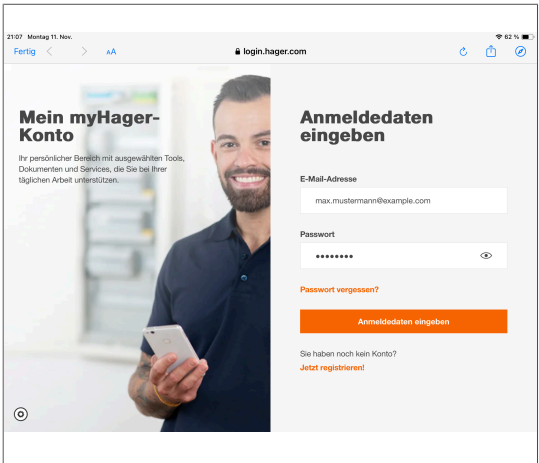 21:07 Montag 11. Nov.
62 %
Fertig
AA
login.hager.com
Mein myHager-
Konto
Ihr persönlicher Bereich mit ausgewählten Tools,
Dokumenten und Services, die Sie bei Ihrer
täglichen Arbeit unterstützen.
Anmeldedaten
eingeben
E-Mail-Adresse
max.mustermann@example.com
Passwort
••••••••
Passwort vergessen?
Anmeldedaten eingeben
Sie haben noch kein Konto?
Jetzt registrieren!